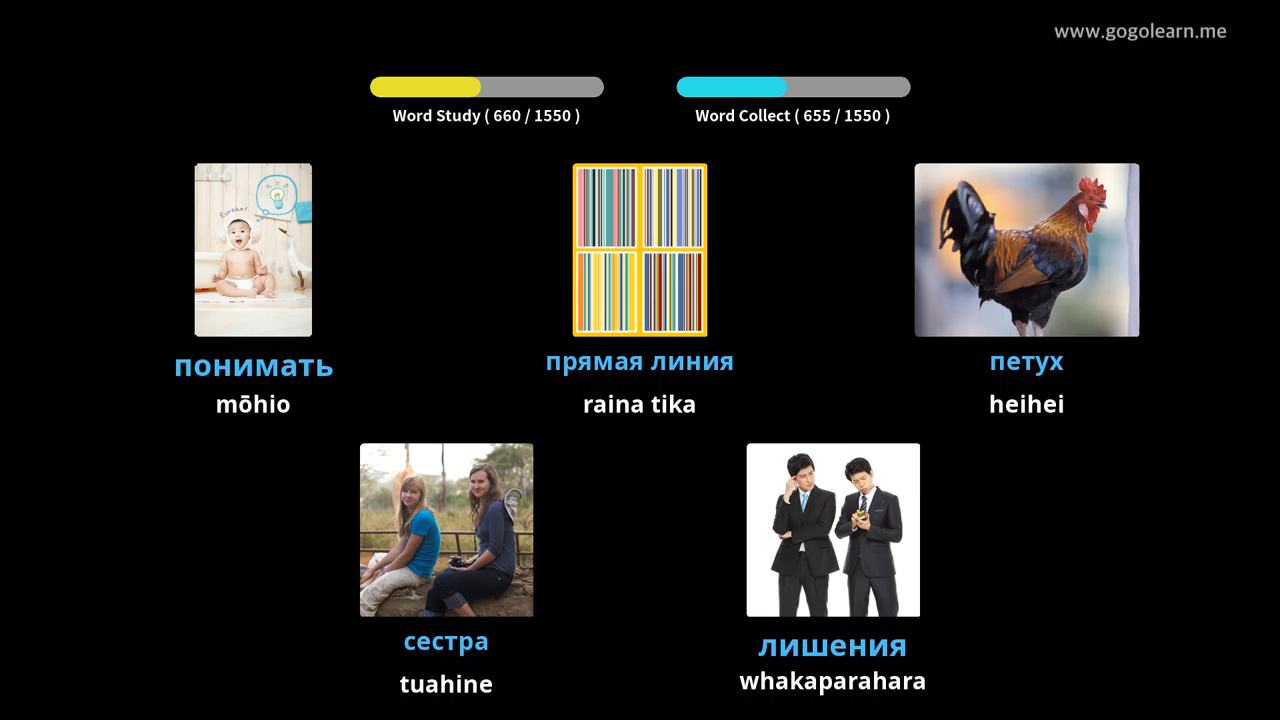 www.gogolearn.me
Word Study ( 660 / 1550 )
Word Collect ( 655 / 1550 )
Eureka!
понимать
прямая линия
петух
mōhio
raina tika
heihei
сестра
лишения
tuahine
whakaparahara